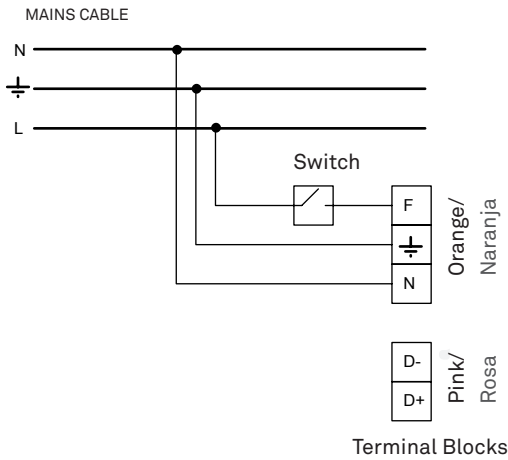 MAINS CABLE
N
L
Switch
F
N
Orange/
Naranja
D-
D+
Pink/
Rosa
Terminal Blocks